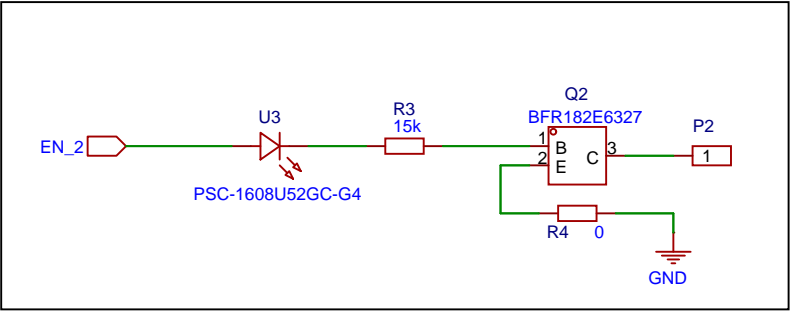 Q2
U3
R3
BFR182E6327
P2
15k
EN_2
1
B
3
1
2
E
C
PSC-1608U52GC-G4
R4 0
GND